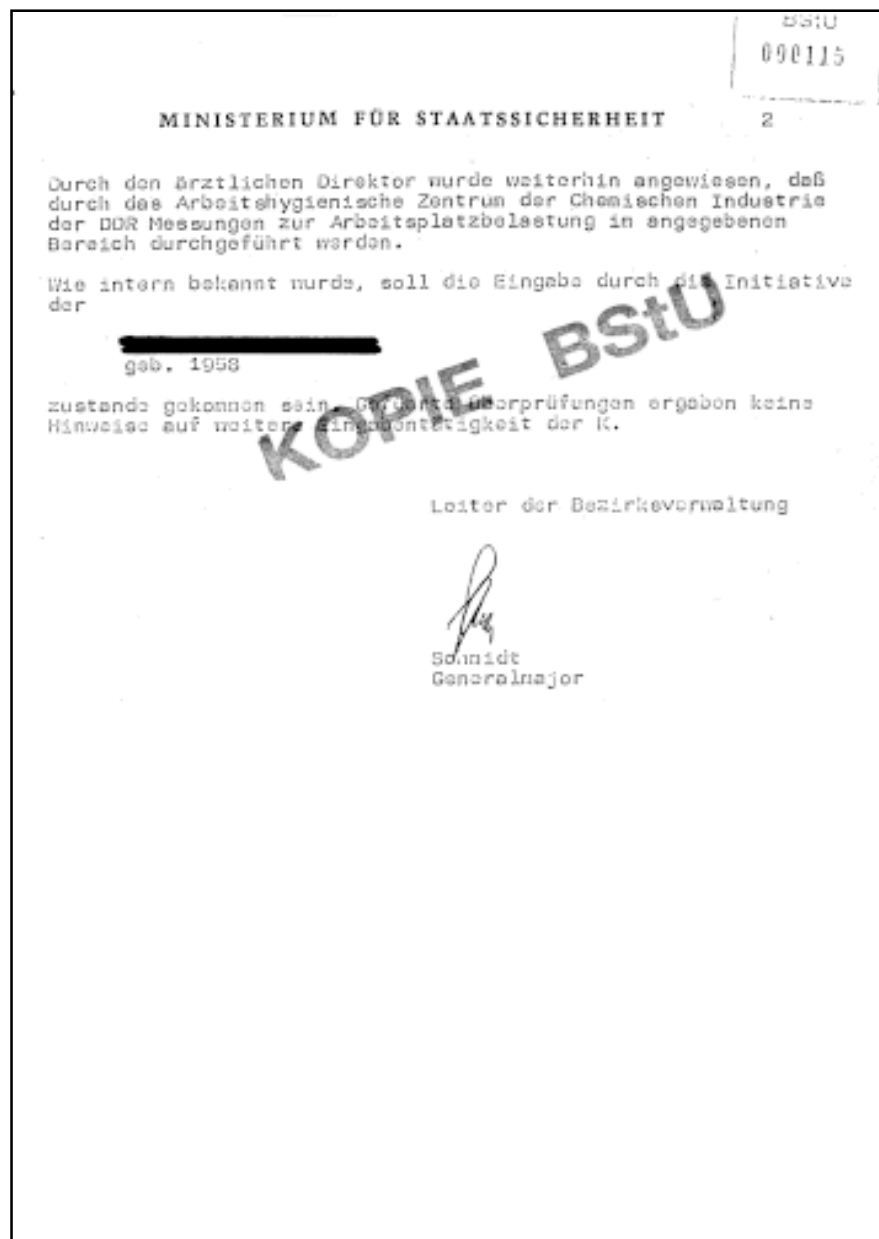 BStU
000115
MINISTERIUM FÜR STAATSSICHERHEIT 2
Durch den ärztlichen Direktor wurde weiterhin angewiesen, daß
durch das Arbeitshygienische Zentrum der Chemischen Industrie
der DDR Messungen zur Arbeitsplatzbelastung in angegebenen
Bereich durchgeführt werden.
Wie intern bekannt wurde, soll die Eingabe durch die Initiative
der
geb. 1958
zustande gekommen sein. Überprüfungen ergaben keine
Hinweise auf weitere Eingabentätigkeit der K.
KOPIE BStU
Leiter der Bezirksverwaltung
Schmidt
Generalmajor